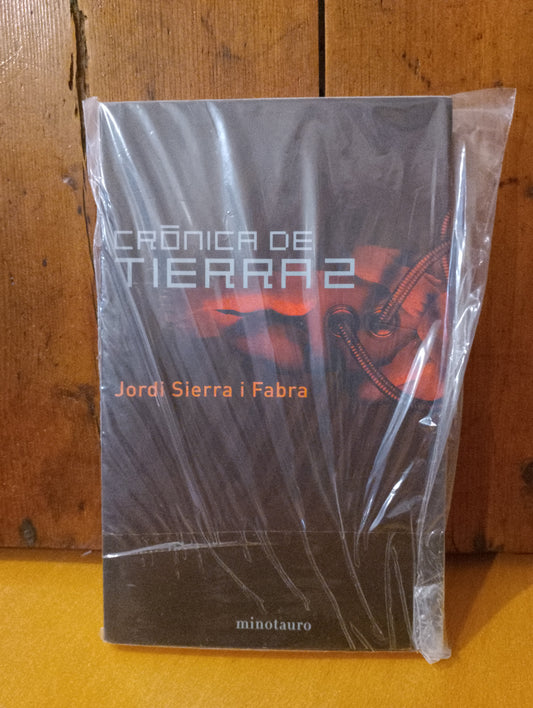 CRÓNICA DE
TIERRA 2
Jordi Sierra i Fabra
minotauro